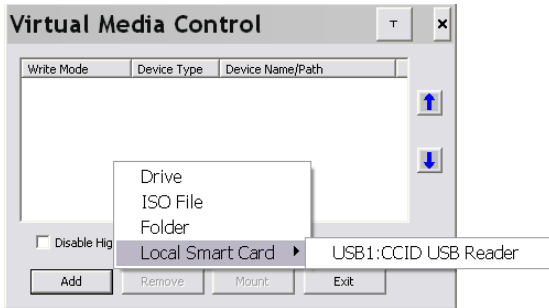 Virtual Media Control
T
x
Write Mode Device Type Device Name/Path
Drive
ISO File
Folder
Disable Hig
Local Smart Card USB1:CCID USB Reader
Add Remove Mount Exit